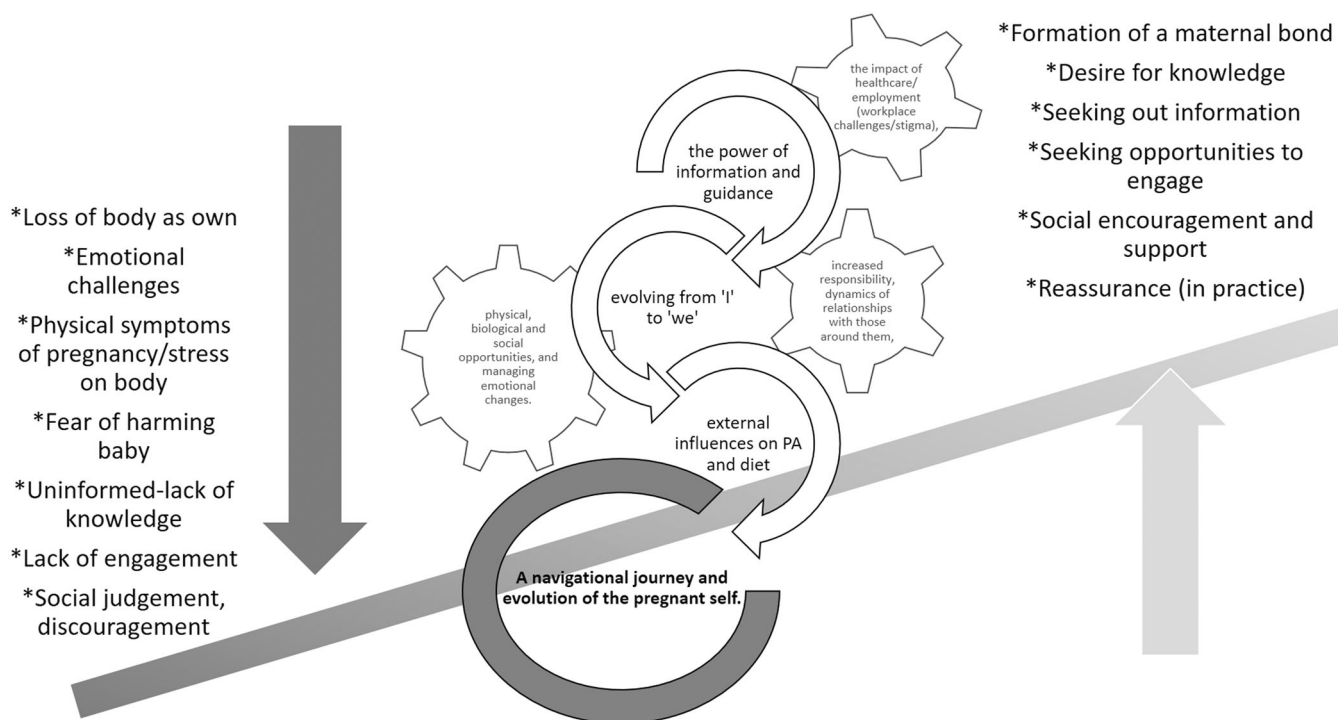 *Loss of body as own
*Emotional
challenges
*Physical symptoms
of pregnancy/stress
on body
*Fear of harming
baby
*Uninformed-lack of
knowledge
*Lack of engagement
*Social judgement,
discouragement
the impact of
healthcare/
employment
(workplace
challenges/stigma),
the power of
information and
guidance
increased
responsibility,
dynamics of
relationships
with those
around them,
evolving from 'I'
to 'we'
physical,
biological and
social
opportunities, and
managing
emotional
changes.
external
influences on PA
and diet
A navigational journey and
evolution of the pregnant self.
*Formation of a maternal bond
*Desire for knowledge
*Seeking out information
*Seeking opportunities to
engage
*Social encouragement and
support
*Reassurance (in practice)